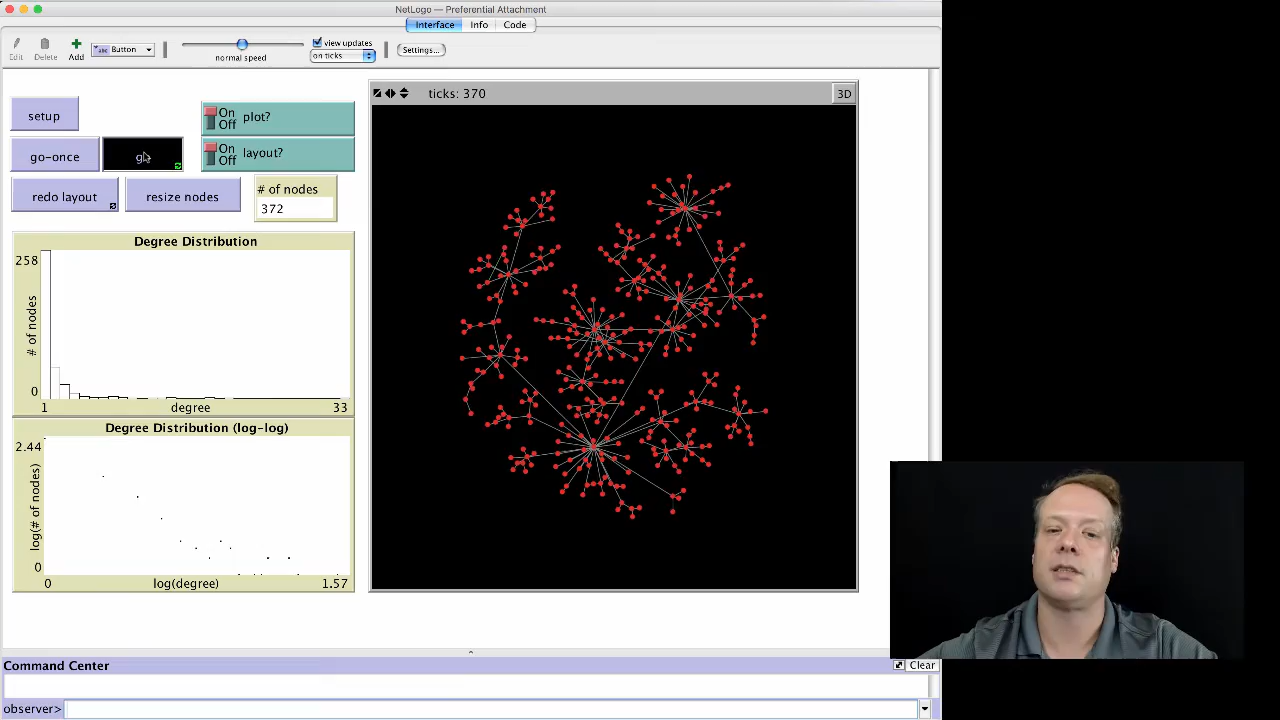 NetLogo — Preferential Attachment
Interface Info Code
Edit Delete Add Button normal speed view updates on ticks Settings...
ticks: 370 3D
setup On Off plot?
go-once On Off layout?
redo layout resize nodes # of nodes
372
Degree Distribution
258
# of nodes
0
1 degree 33
Degree Distribution (log-log)
2.44
log(# of nodes)
0
0 log(degree) 1.57
Command Center Clear
observer>